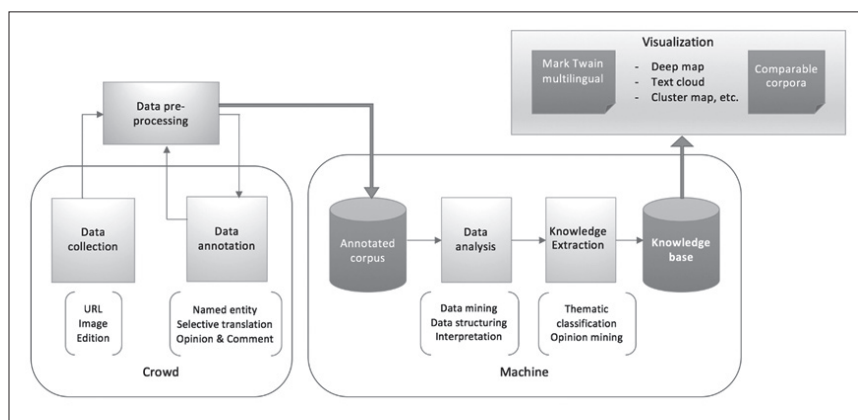 Visualization
Mark Twain
multilingual
- Deep map
- Text cloud
- Cluster map, etc.
Comparable
corpora
Data pre-
processing
Data
collection
Data
annotation
URL
Image
Edition
Named entity
Selective translation
Opinion & Comment
Crowd
Annotated
corpus
Data
analysis
Knowledge
Extraction
Knowledge
base
Data mining
Data structuring
Interpretation
Thematic
classification
Opinion mining
Machine